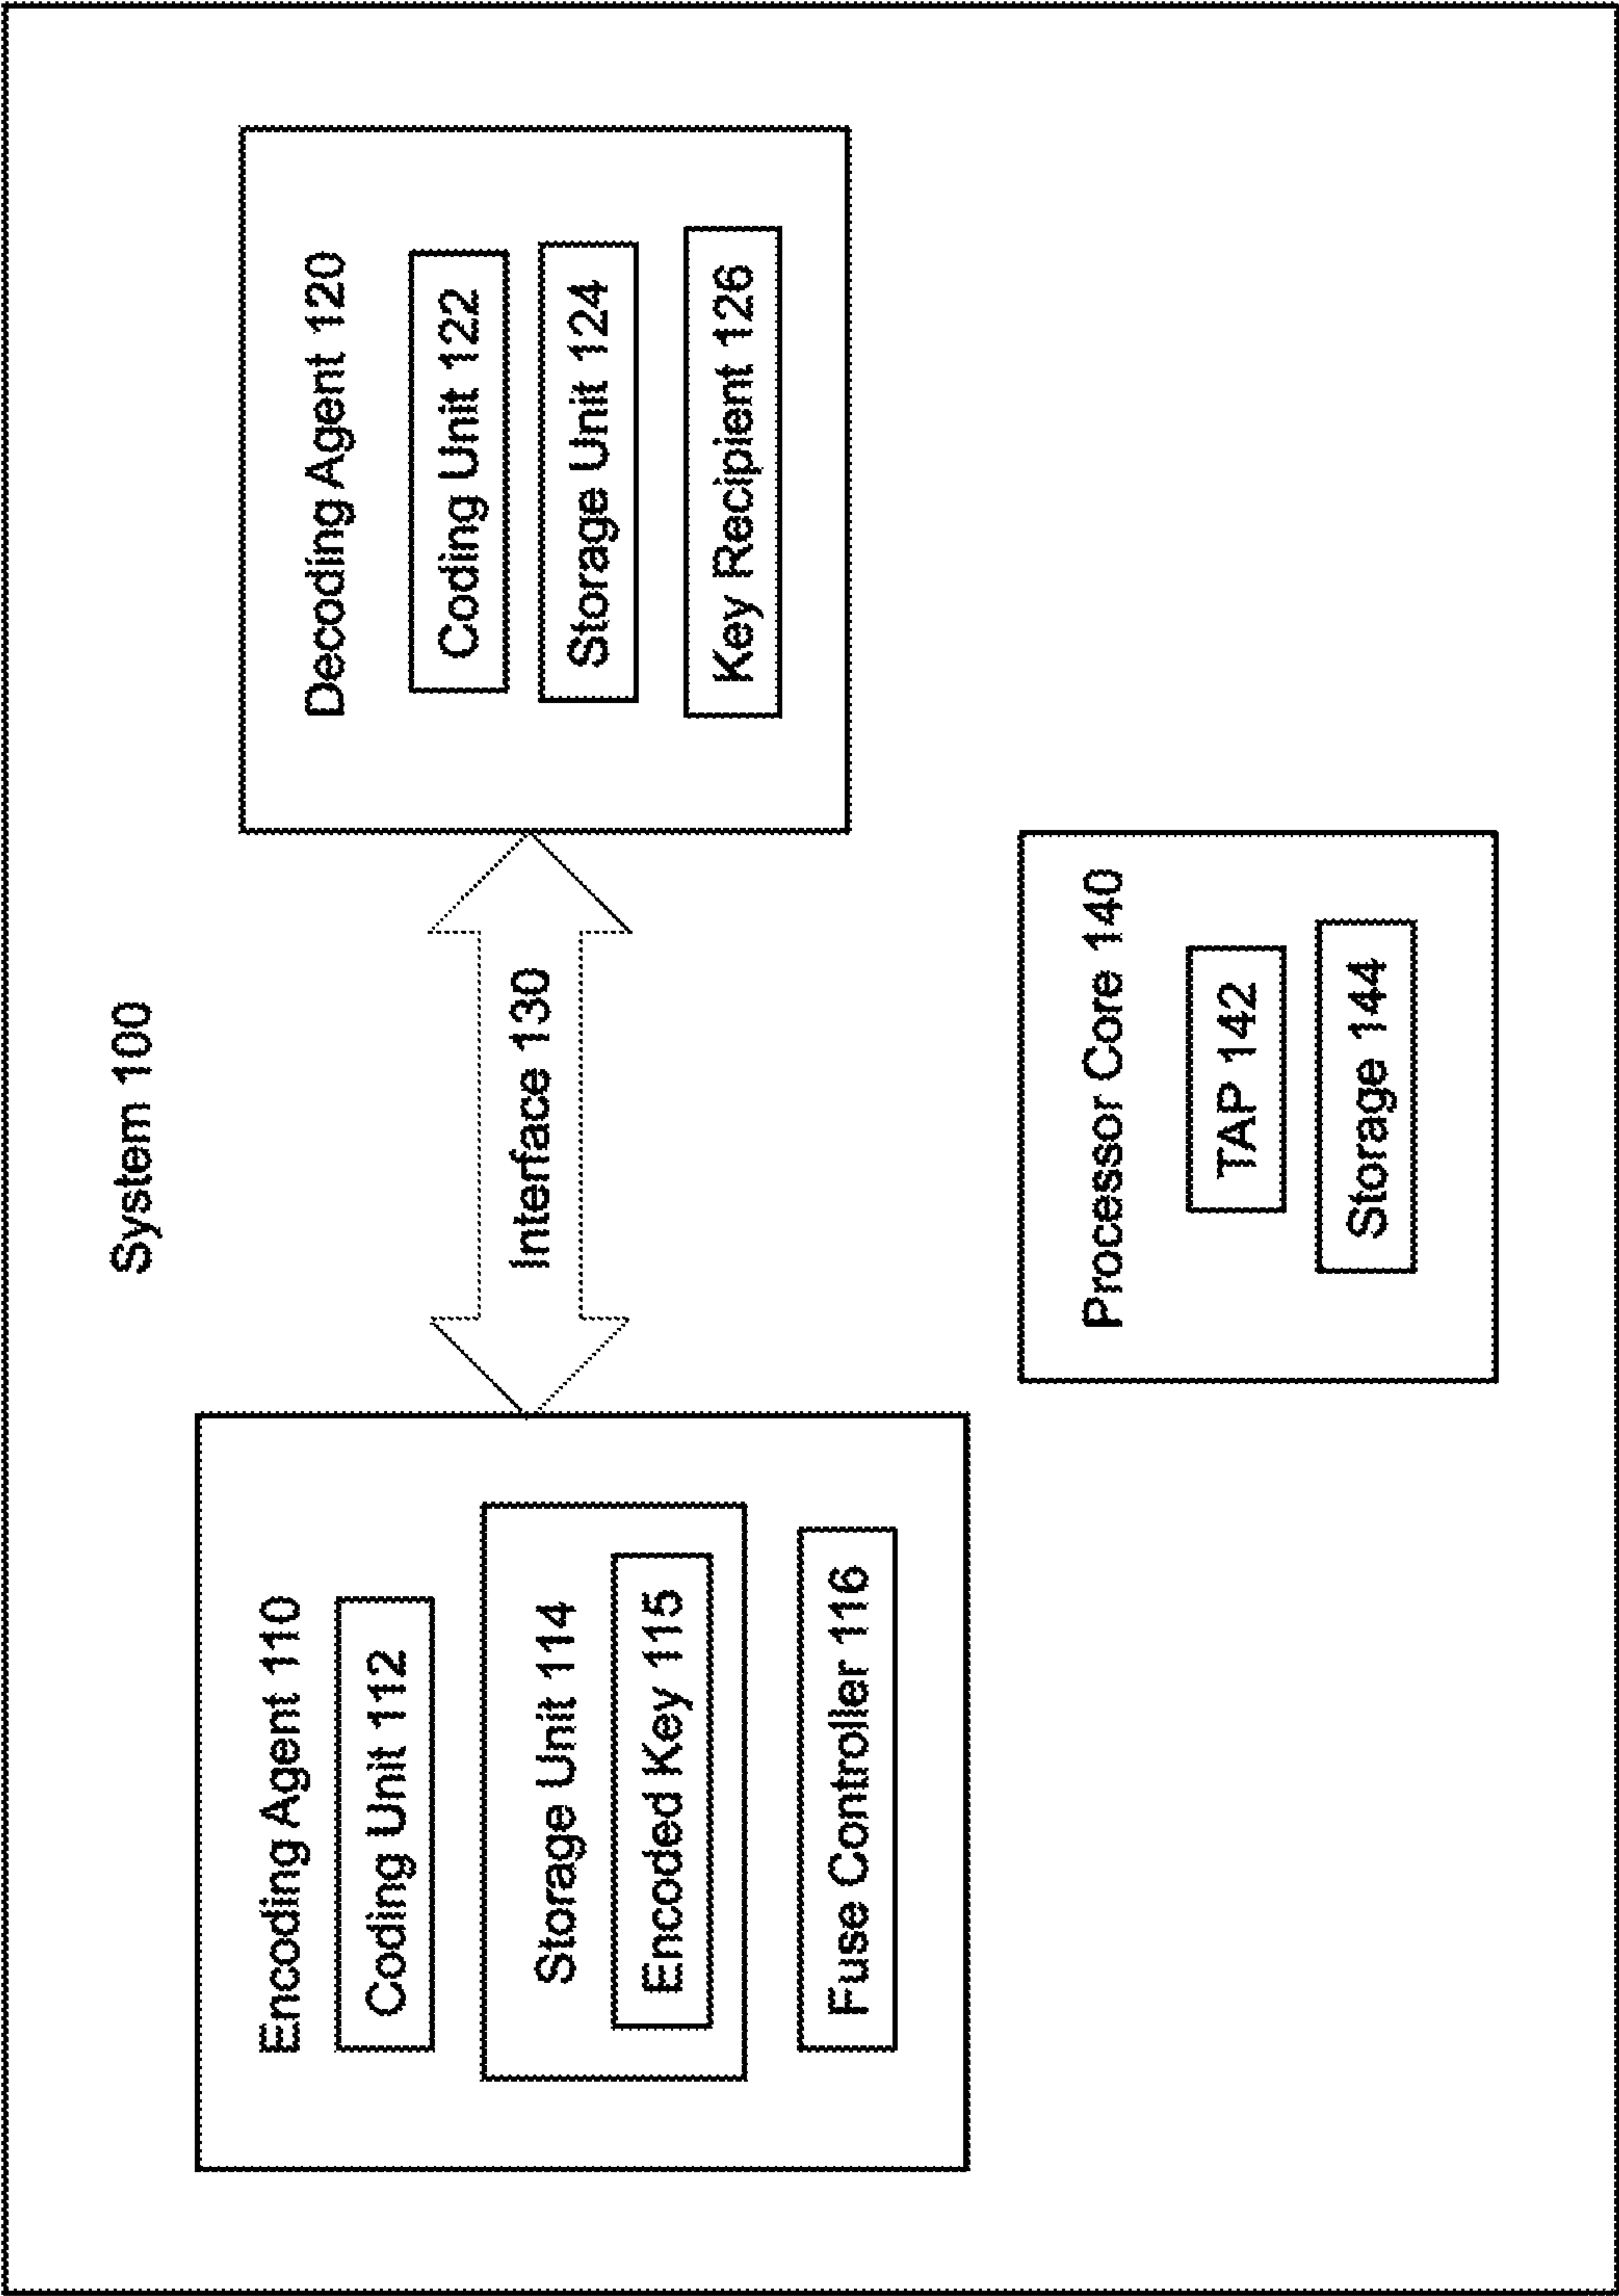 System 100
Encoding Agent 110
Coding Unit 112
Storage Unit 114
Encoded Key 115
Fuse Controller 116
Interface 130
Decoding Agent 120
Coding Unit 122
Storage Unit 124
Key Recipient 126
Processor Core 140
TAP 142
Storage 144